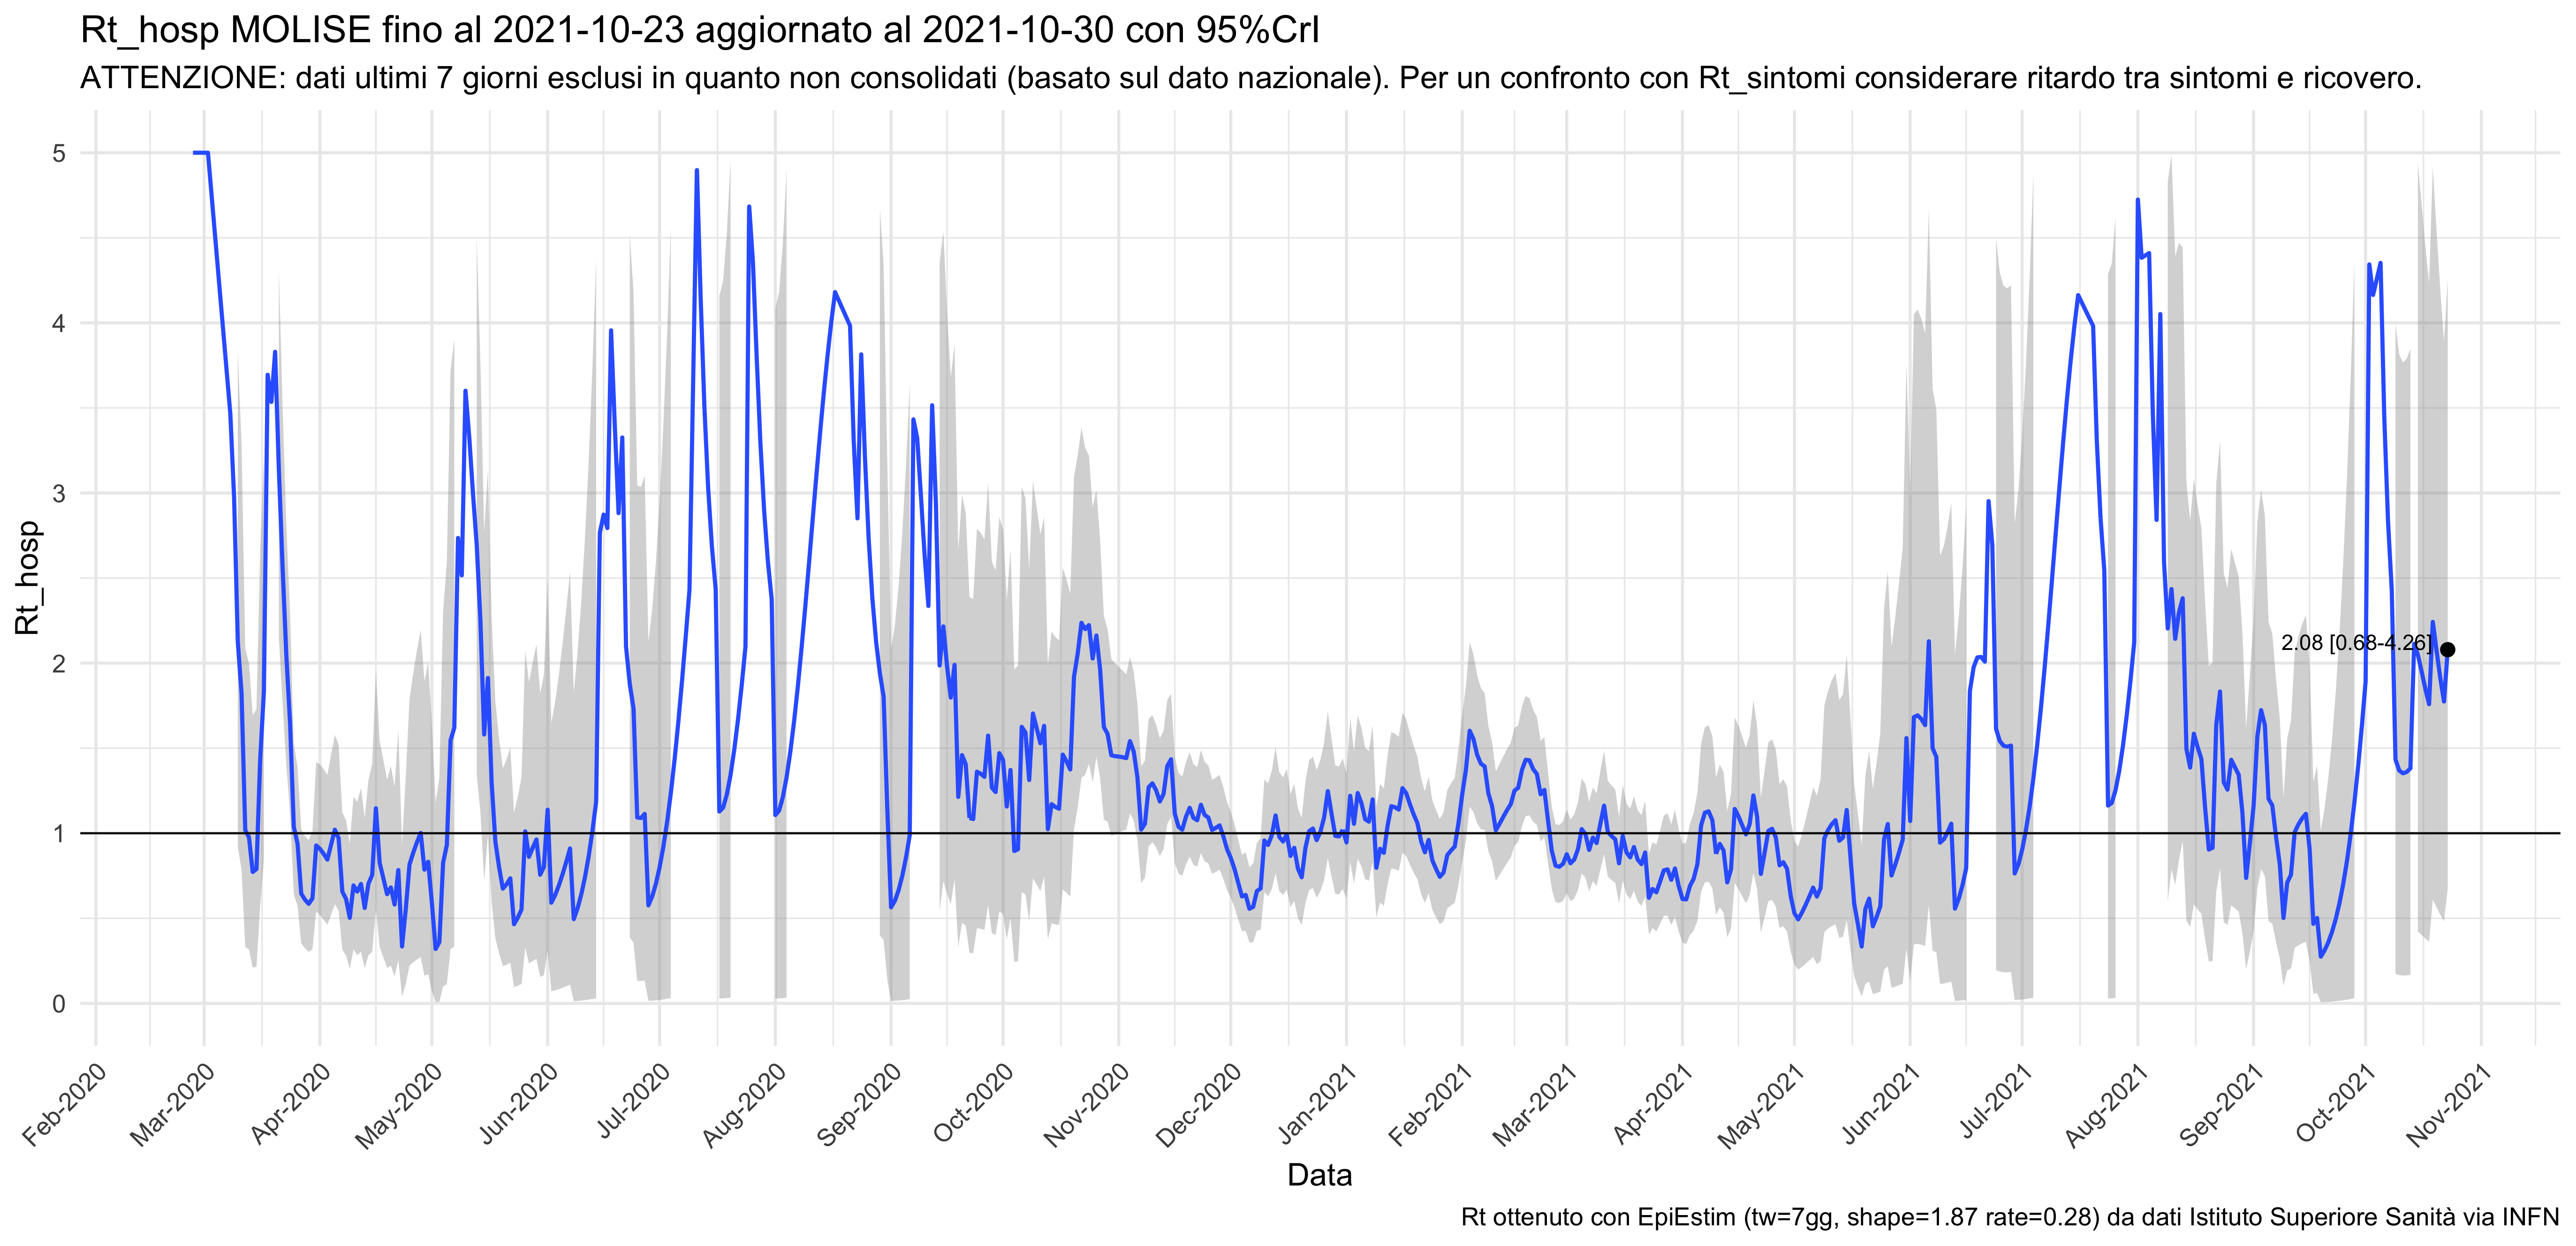 Rt_hosp MOLISE fino al 2021-10-23 aggiornato al 2021-10-30 con 95%CrI
ATTENZIONE: dati ultimi 7 giorni esclusi in quanto non consolidati (basato sul dato nazionale). Per un confronto con Rt_sintomi considerare ritardo tra sintomi e ricovero.
5
4
3
2
1
0
Rt_hosp
2.08 [0.68-4.26]
Feb-2020
Mar-2020
Apr-2020
May-2020
Jun-2020
Jul-2020
Aug-2020
Sep-2020
Oct-2020
Nov-2020
Dec-2020
Jan-2021
Feb-2021
Mar-2021
Apr-2021
May-2021
Jun-2021
Jul-2021
Aug-2021
Sep-2021
Oct-2021
Nov-2021
Data
Rt ottenuto con EpiEstim (tw=7gg, shape=1.87 rate=0.28) da dati Istituto Superiore Sanità via INFN